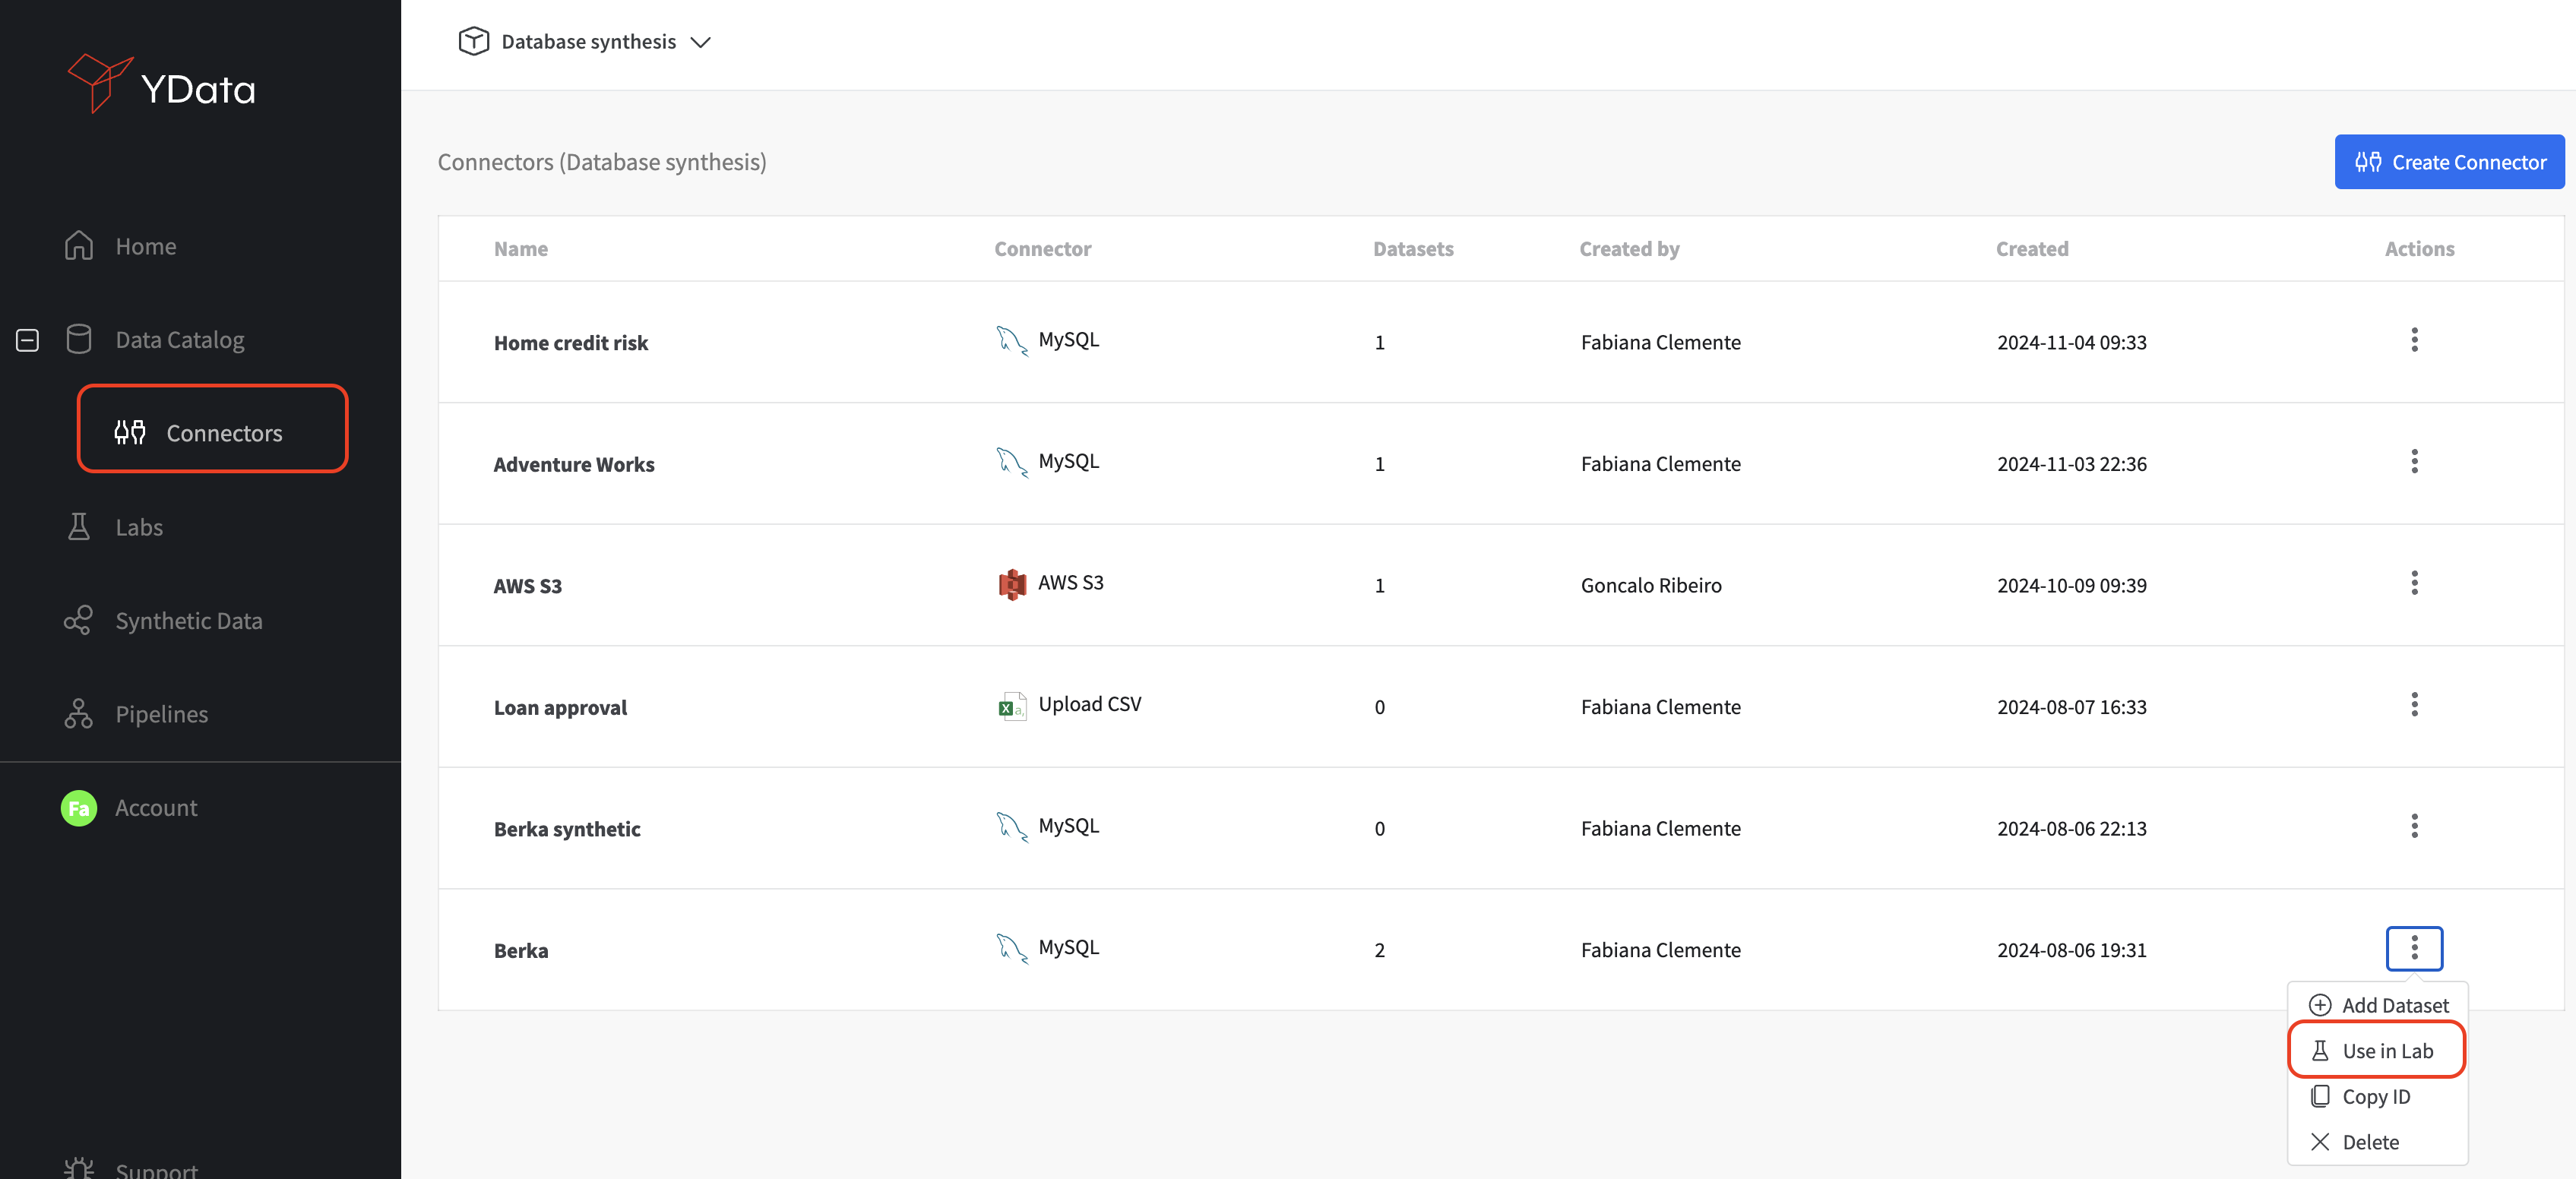 YData
Home
Data Catalog
Connectors
Labs
Synthetic Data
Pipelines
Fa Account
Support
Database synthesis
Connectors (Database synthesis)
Create Connector
Name Connector Datasets Created by Created Actions
Home credit risk MySQL 1 Fabiana Clemente 2024-11-04 09:33
Adventure Works MySQL 1 Fabiana Clemente 2024-11-03 22:36
AWS S3 AWS S3 1 Goncalo Ribeiro 2024-10-09 09:39
Loan approval Upload CSV 0 Fabiana Clemente 2024-08-07 16:33
Berka synthetic MySQL 0 Fabiana Clemente 2024-08-06 22:13
Berka MySQL 2 Fabiana Clemente 2024-08-06 19:31
Add Dataset
Use in Lab
Copy ID
Delete